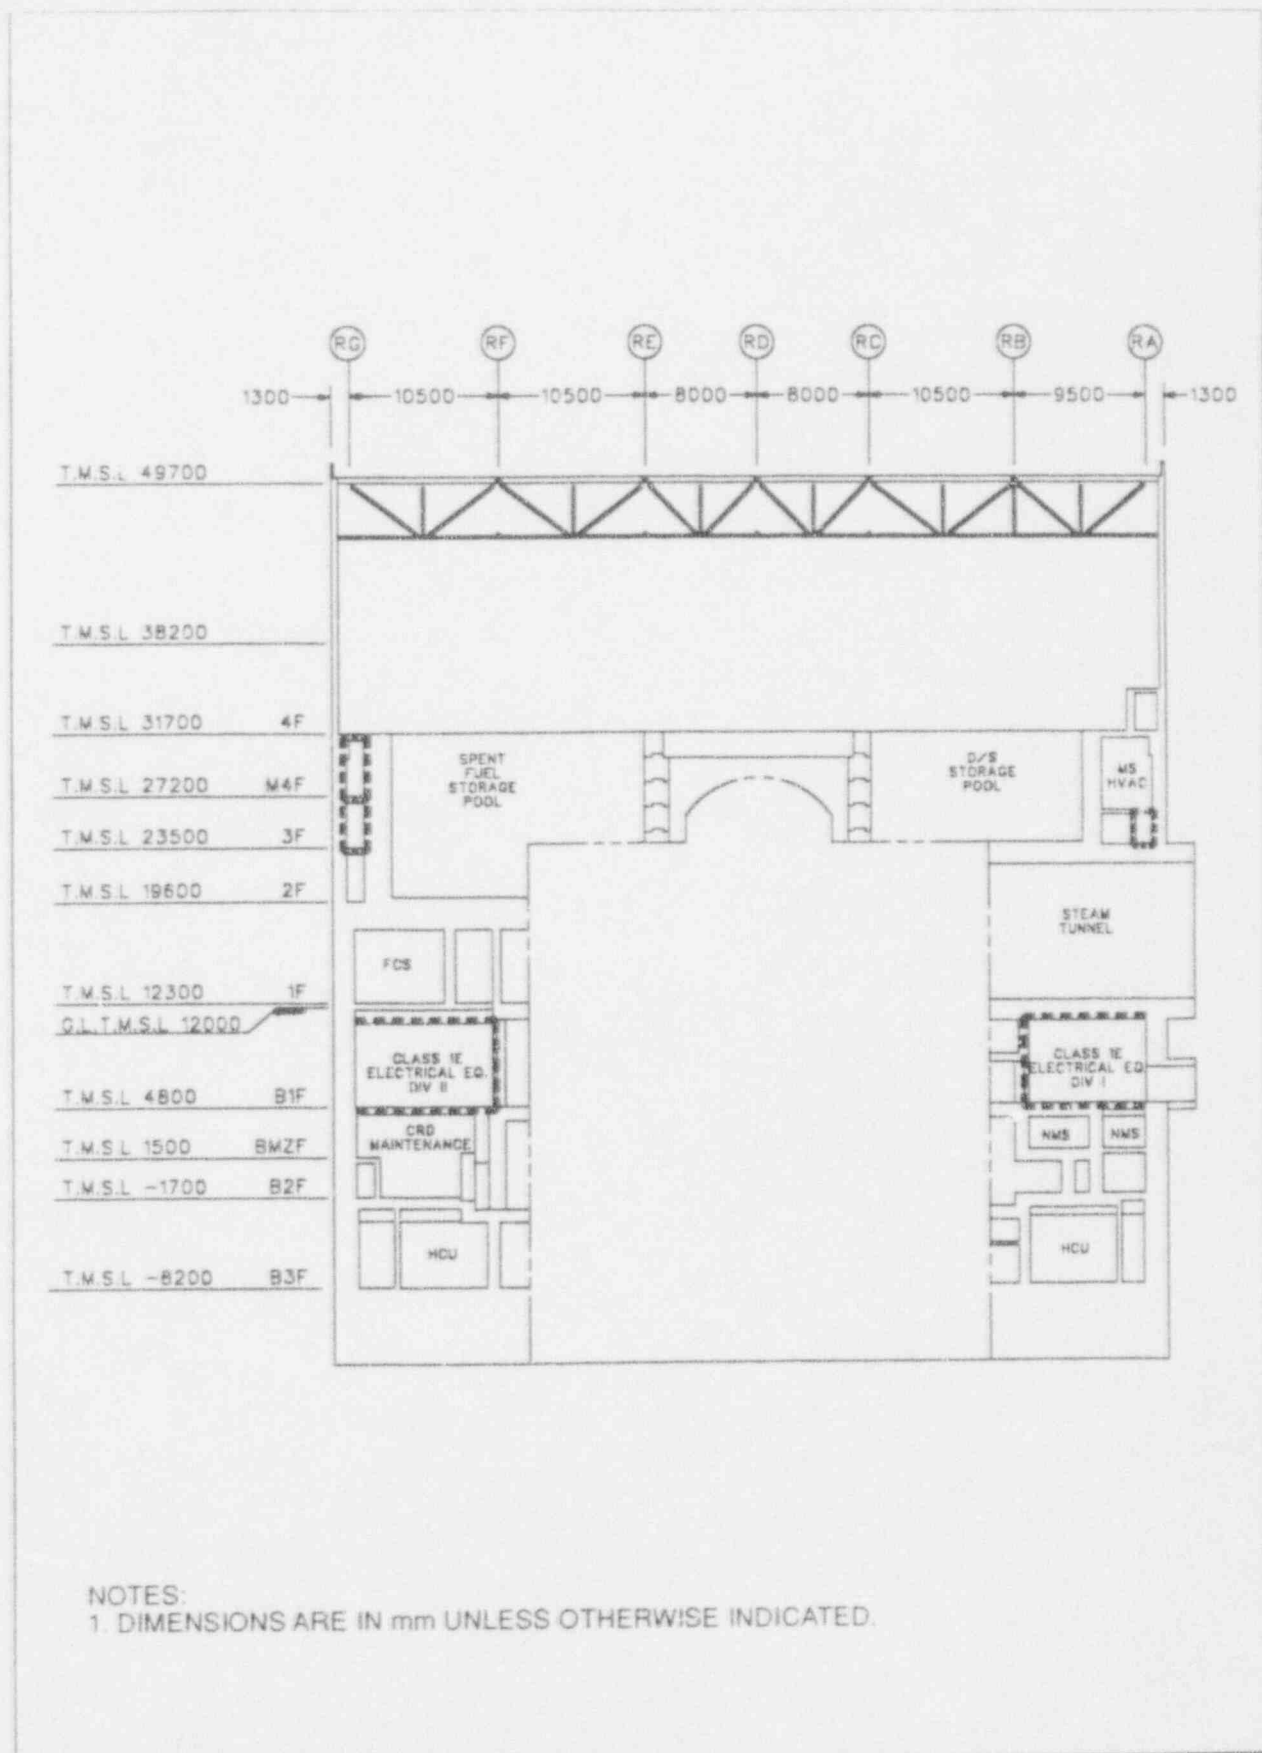 RG RF RE RD RC RB RA
1300 10500 10500 8000 8000 10500 9500 1300
T.M.S.L 49700
T.M.S.L 38200
T.M.S.L 31700 4F
SPENT
FUEL
STORAGE
POOL
D/S
STORAGE
POOL
MS
HVAC
T.M.S.L 27200 M4F
T.M.S.L 23500 3F
T.M.S.L 19600 2F
STEAM
TUNNEL
FCS
T.M.S.L 12300 1F
G.L.T.M.S.L 12000
CLASS 1E
ELECTRICAL EQ.
DIV II
CLASS 1E
ELECTRICAL EQ
DIV I
T.M.S.L 4800 B1F
CRD
MAINTENANCE
NMS NMS
T.M.S.L 1500 BMZF
T.M.S.L -1700 B2F
HCU HCU
T.M.S.L -8200 B3F
NOTES:
1. DIMENSIONS ARE IN mm UNLESS OTHERWISE INDICATED.